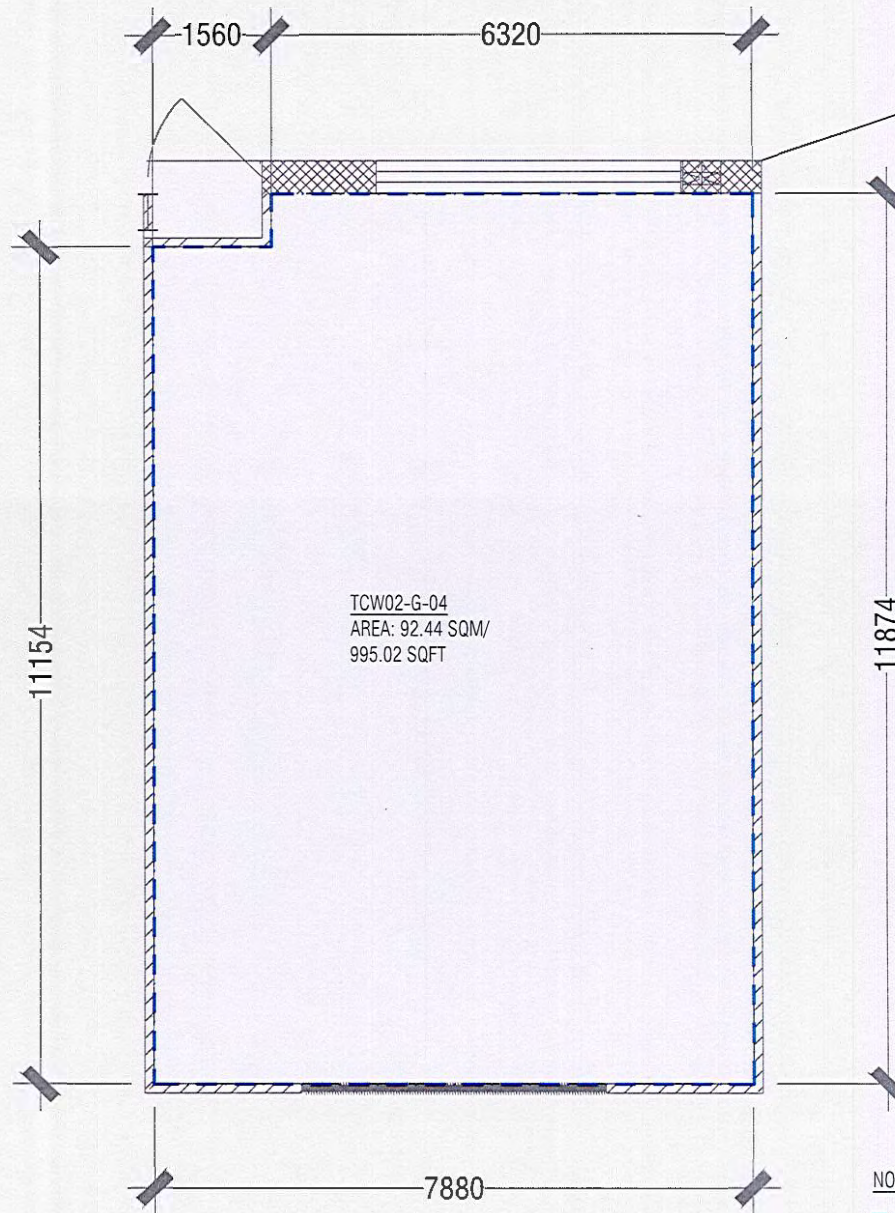 1560
6320
11154
11874
TCW02-G-04
AREA: 92.44 SQM/
995.02 SQFT
7880
NO